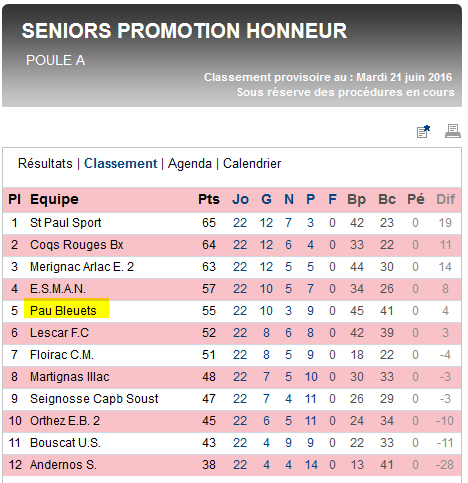 SENIORS PROMOTION HONNEUR
POULE A
Classement provisoire au : Mardi 21 juin 2016
Sous réserve des procédures en cours
Résultats | Classement | Agenda | Calendrier
Pl Equipe Pts Jo G N P F Bp Bc Pé Dif
1 St Paul Sport 65 22 12 7 3 0 42 23 0 19
2 Coqs Rouges Bx 64 22 12 6 4 0 33 22 0 11
3 Merignac Arlac E. 2 63 22 12 5 5 0 44 30 0 14
4 E.S.M.A.N. 57 22 10 5 7 0 34 26 0 8
5 Pau Bleuets 55 22 10 3 9 0 45 41 0 4
6 Lescar F.C 52 22 8 6 8 0 42 39 0 3
7 Floirac C.M. 51 22 8 5 9 0 18 22 0 -4
8 Martignas Illac 48 22 7 5 10 0 30 33 0 -3
9 Seignosse Capb Soust 47 22 7 4 11 0 26 29 0 -3
10 Orthez E.B. 2 45 22 6 5 11 0 24 34 0 -10
11 Bouscat U.S. 43 22 4 9 9 0 22 33 0 -11
12 Andernos S. 38 22 4 4 14 0 13 41 0 -28